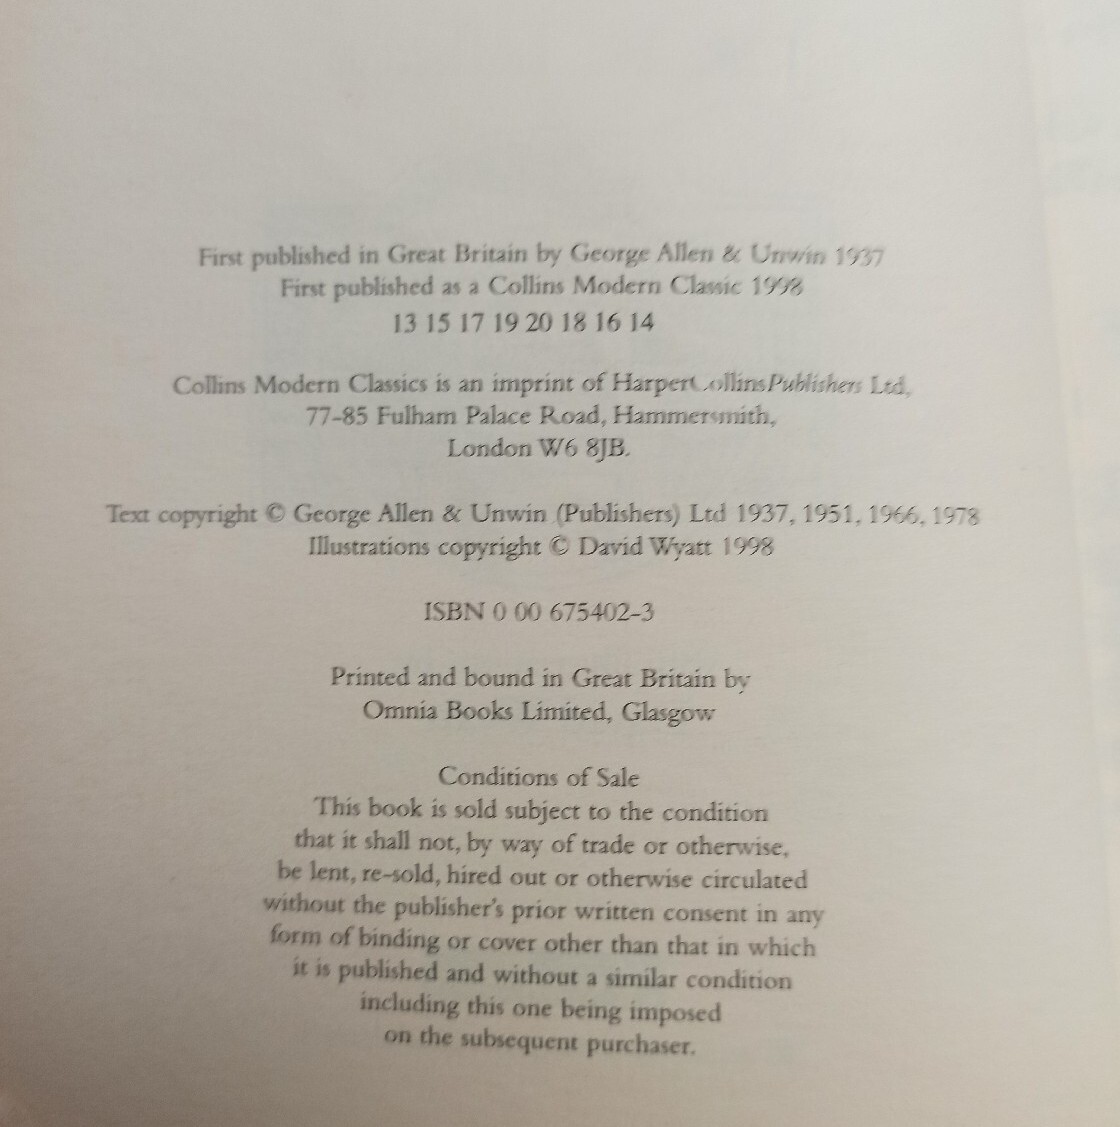 First published in Great Britain by George Allen & Unwin 1937
First published as a Collins Modern Classic 1998
13 15 17 19 20 18 16 14
Collins Modern Classics is an imprint of HarperCollinsPublishers Ltd,
77-85 Fulham Palace Road, Hammersmith,
London W6 8JB.
Text copyright © George Allen & Unwin (Publishers) Ltd 1937, 1951, 1966, 1978
Illustrations copyright © David Wyatt 1998
ISBN 0 00 675402-3
Printed and bound in Great Britain by
Omnia Books Limited, Glasgow
Conditions of Sale
This book is sold subject to the condition
that it shall not, by way of trade or otherwise,
be lent, re-sold, hired out or otherwise circulated
without the publisher's prior written consent in any
form of binding or cover other than that in which
it is published and without a similar condition
including this one being imposed
on the subsequent purchaser.